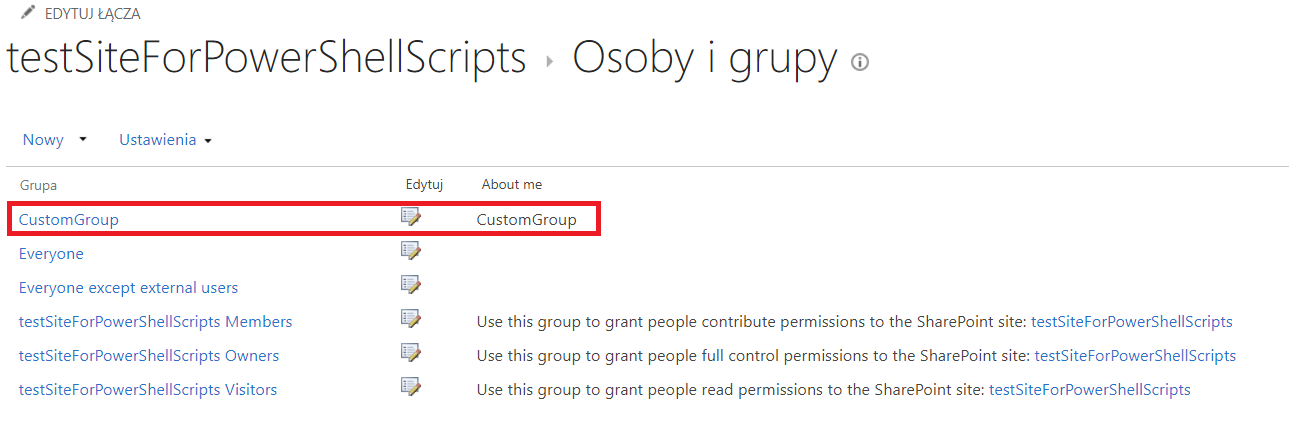 EDYTUJ ŁĄCZA
testSiteForPowerShellScripts Osoby i grupy
Nowy Ustawienia
Grupa Edytuj About me
CustomGroup CustomGroup
Everyone
Everyone except external users
testSiteForPowerShellScripts Members Use this group to grant people contribute permissions to the SharePoint site: testSiteForPowerShellScripts
testSiteForPowerShellScripts Owners Use this group to grant people full control permissions to the SharePoint site: testSiteForPowerShellScripts
testSiteForPowerShellScripts Visitors Use this group to grant people read permissions to the SharePoint site: testSiteForPowerShellScripts